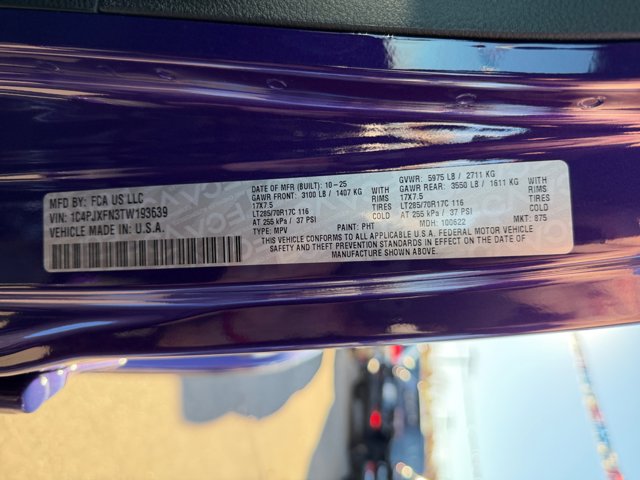 MFD BY: FCA US LLC
VIN: 1C4PJXFN3TW193639
VEHICLE MADE IN: U.S.A.
DATE OF MFR (BUILT): 10-25
GAWR FRONT: 3100 LB / 1407 KG
17X7.5 WITH RIMS
LT285/70R17C 116 TIRES
AT 255 KPA / 37 PSI COLD
TYPE: MPV
GVWR: 5975 LB / 2711 KG
GAWR REAR: 3550 LB / 1611 KG
17X7.5 WITH RIMS
LT285/70R17C 116 TIRES
AT 255 KPA / 37 PSI COLD
PAINT: PHT MDH: 100622 MKT: 875
THIS VEHICLE CONFORMS TO ALL APPLICABLE U.S.A. FEDERAL MOTOR VEHICLE
SAFETY AND THEFT PREVENTION STANDARDS IN EFFECT ON THE DATE OF
MANUFACTURE SHOWN ABOVE.